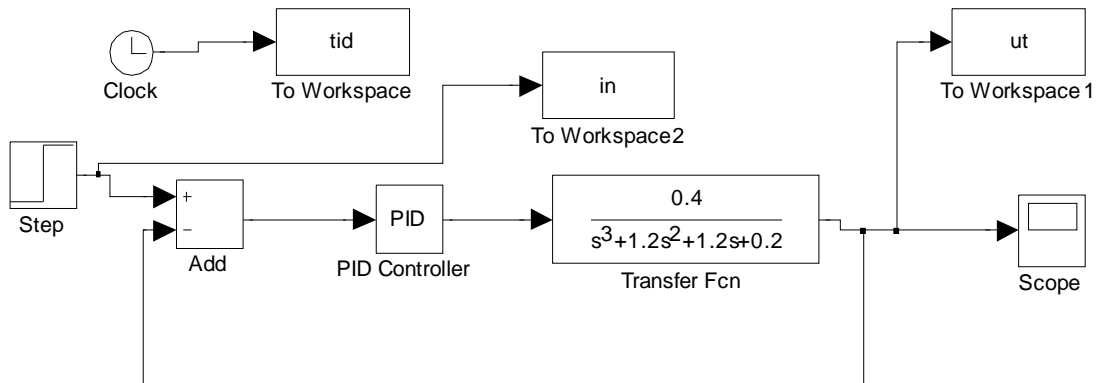 tid
ut
in
Clock
To Workspace
To Workspace1
To Workspace2
Step
+
−
Add
PID
PID Controller
0.4
s³+1.2s²+1.2s+0.2
Transfer Fcn
Scope